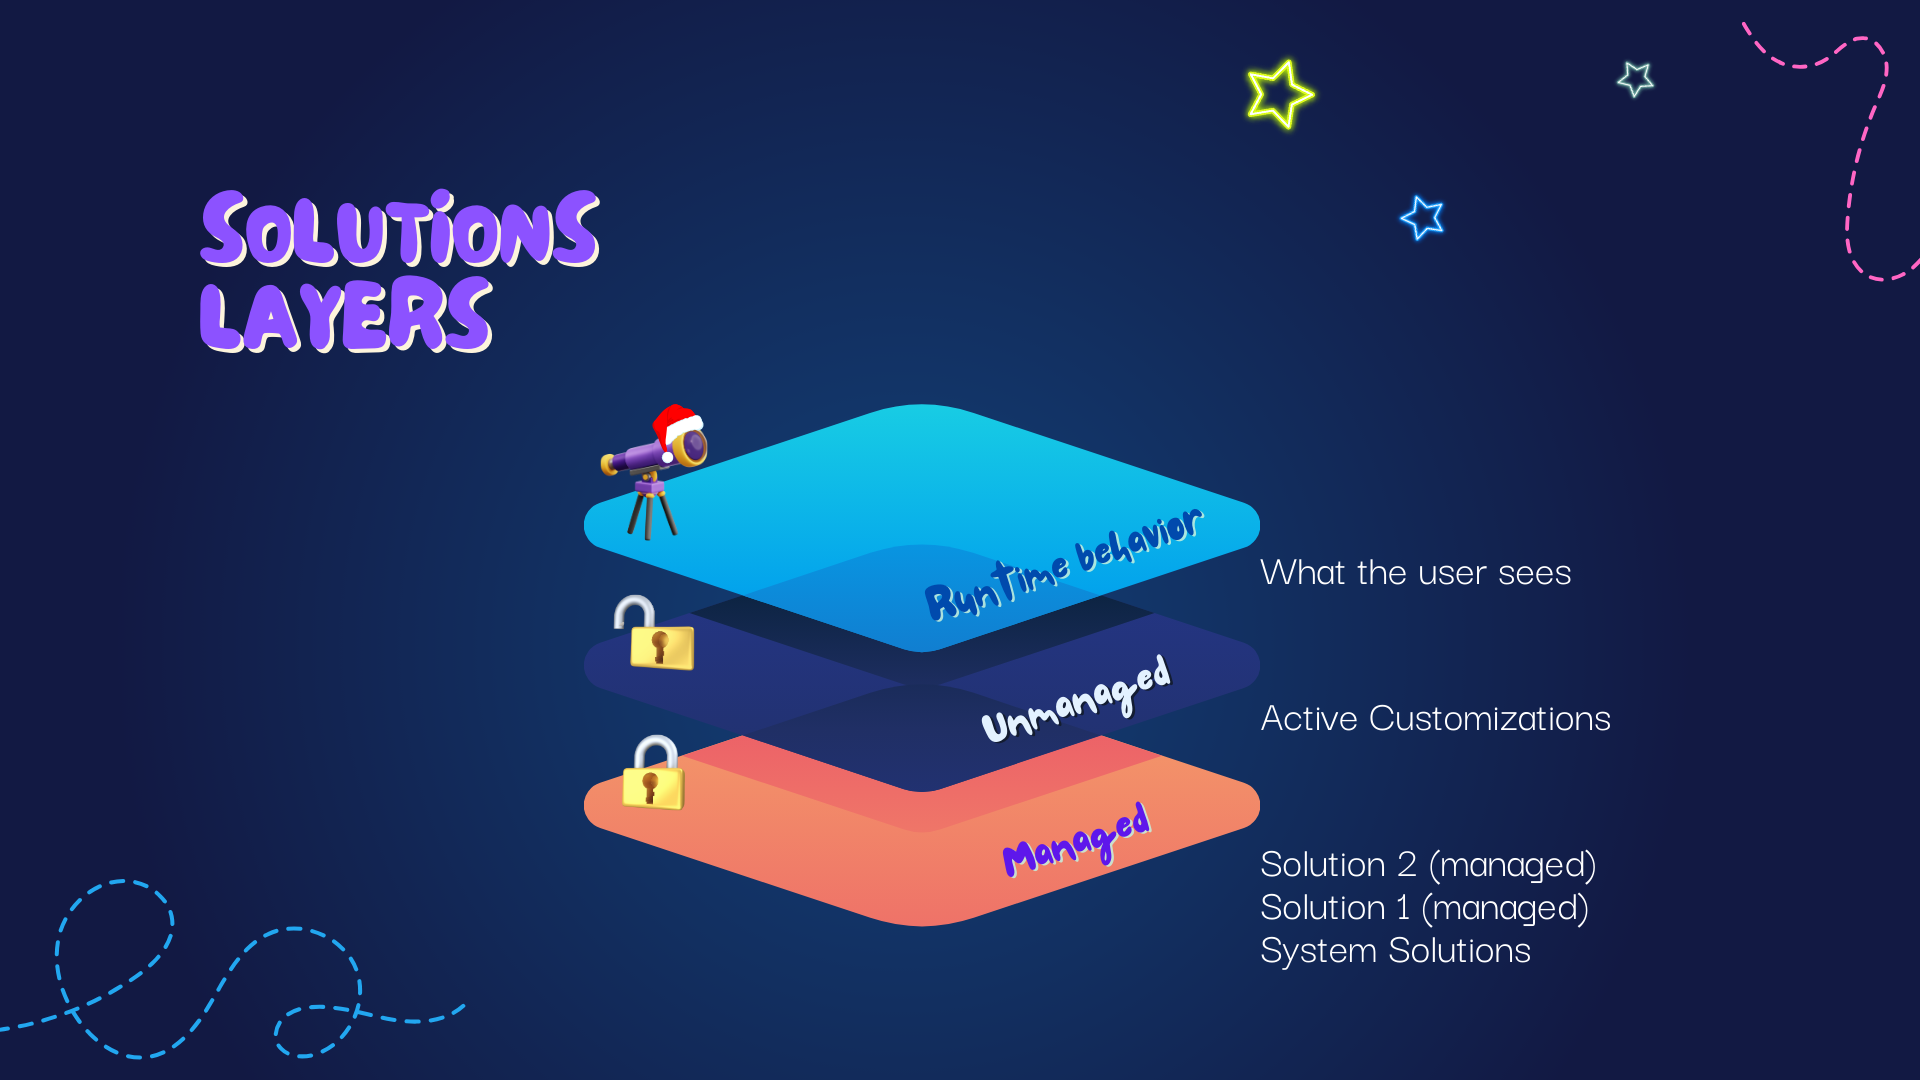 SOLUTiONS
LAYERS
Runtime behavior
What the user sees
Unmanaged
Active Customizations
Managed
Solution 2 (managed)
Solution 1 (managed)
System Solutions